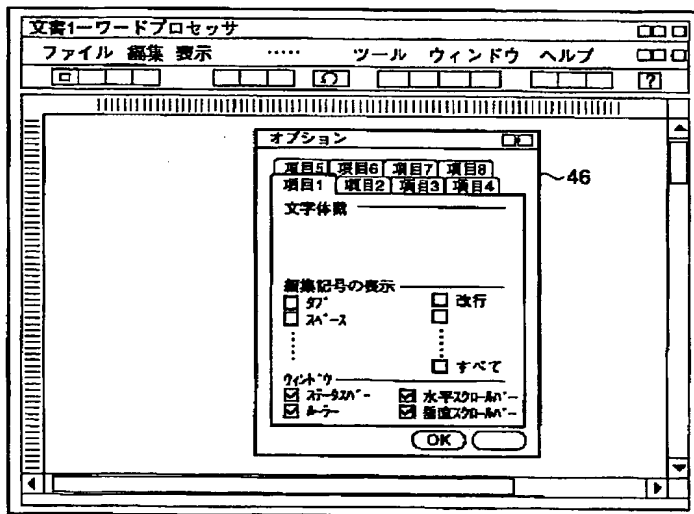 文書1ーワードプロセッサ
ファイル 編集 表示 ‥‥‥ ツール ウィンドウ ヘルプ
?
オプション
項目5 項目6 項目7 項目8
項目1 項目2 項目3 項目4
46
文字体裁
編集記号の表示
タブ 改行
スペース
すべて
ウィンドウ
ステータスバー 水平スクロールバー
ルーラー 垂直スクロールバー
OK